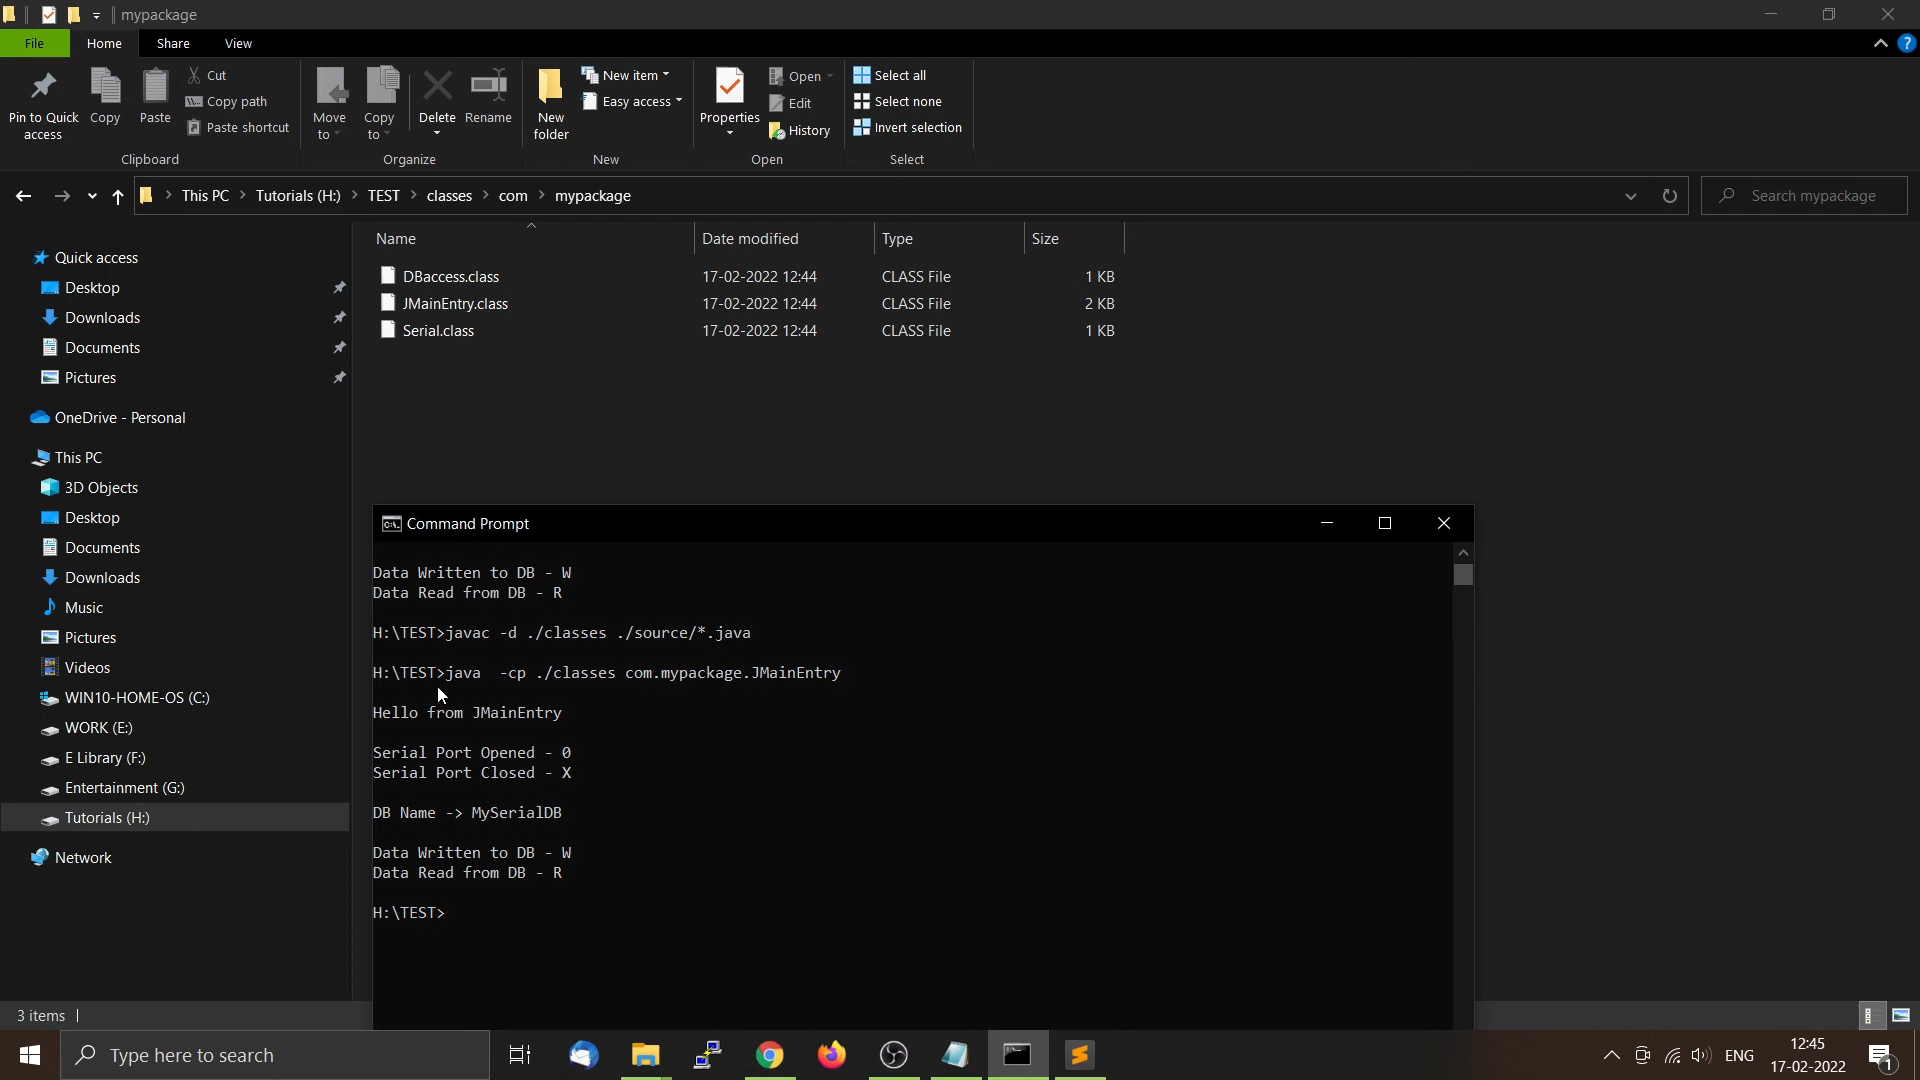 mypackage
File
Home
Share
View
Pin to Quick access
Copy
Paste
Cut
Copy path
Paste shortcut
Clipboard
Move to
Copy to
Delete
Rename
Organize
New folder
New item
Easy access
New
Properties
Open
Edit
History
Open
Select all
Select none
Invert selection
Select
This PC
Tutorials (H:)
TEST
classes
com
mypackage
Search mypackage
Name
Date modified
Type
Size
DBaccess.class 17-02-2022 12:44 CLASS File 1 KB
JMainEntry.class 17-02-2022 12:44 CLASS File 2 KB
Serial.class 17-02-2022 12:44 CLASS File 1 KB
Quick access
Desktop
Downloads
Documents
Pictures
OneDrive - Personal
This PC
3D Objects
Desktop
Documents
Downloads
Music
Pictures
Videos
WIN10-HOME-OS (C:)
WORK (E:)
E Library (F:)
Entertainment (G:)
Tutorials (H:)
Network
3 items
C:\.
Command Prompt
Data Written to DB - W
Data Read from DB - R
H:\TEST>javac -d ./classes ./source/*.java
H:\TEST>java  -cp ./classes com.mypackage.JMainEntry
Hello from JMainEntry
Serial Port Opened - 0
Serial Port Closed - X
DB Name -> MySerialDB
Data Written to DB - W
Data Read from DB - R
H:\TEST>
Type here to search
ENG
12:45
17-02-2022
1